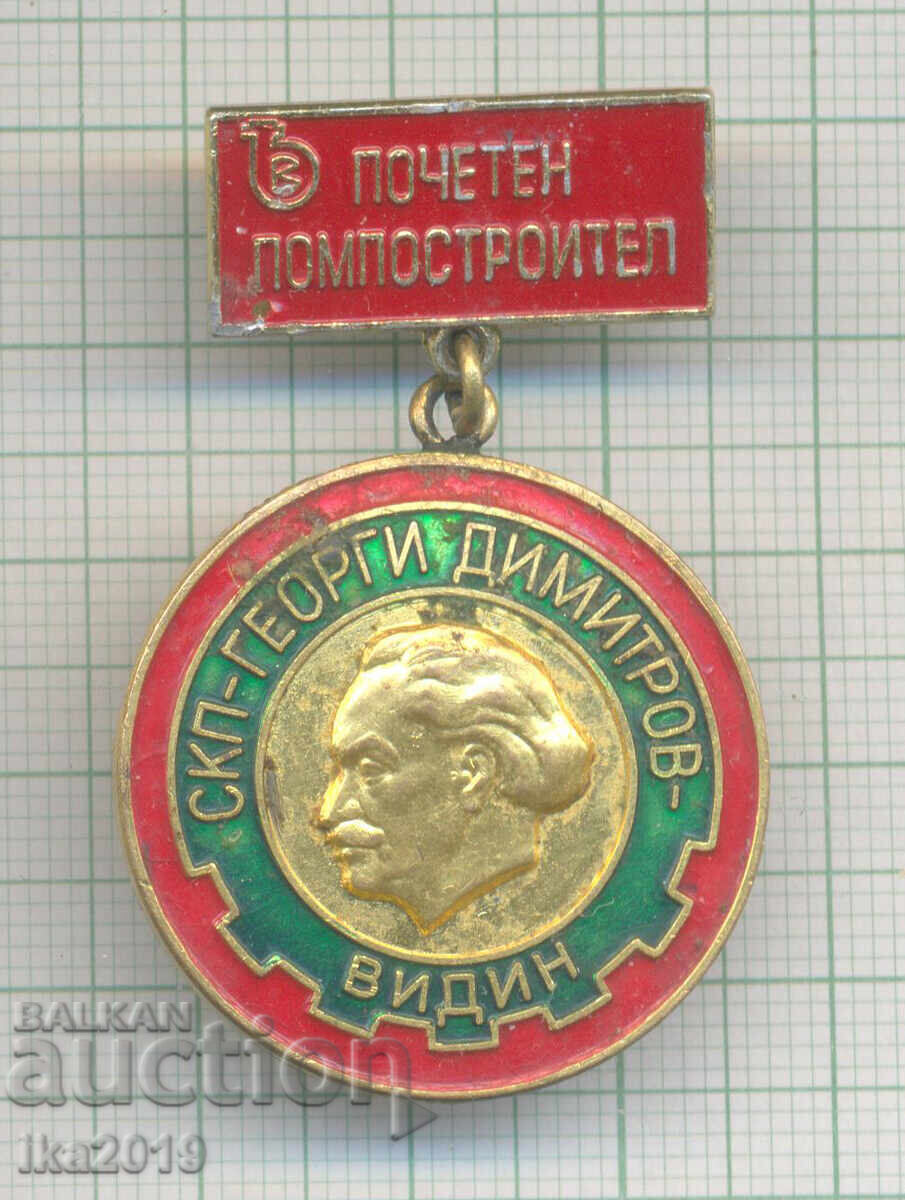 ПОЧЕТЕН
ПОМПОСТРОИТЕЛ
СКП-ГЕОРГИ ДИМИТРОВ-
ВИДИН
BALKAN
auction
ika2019